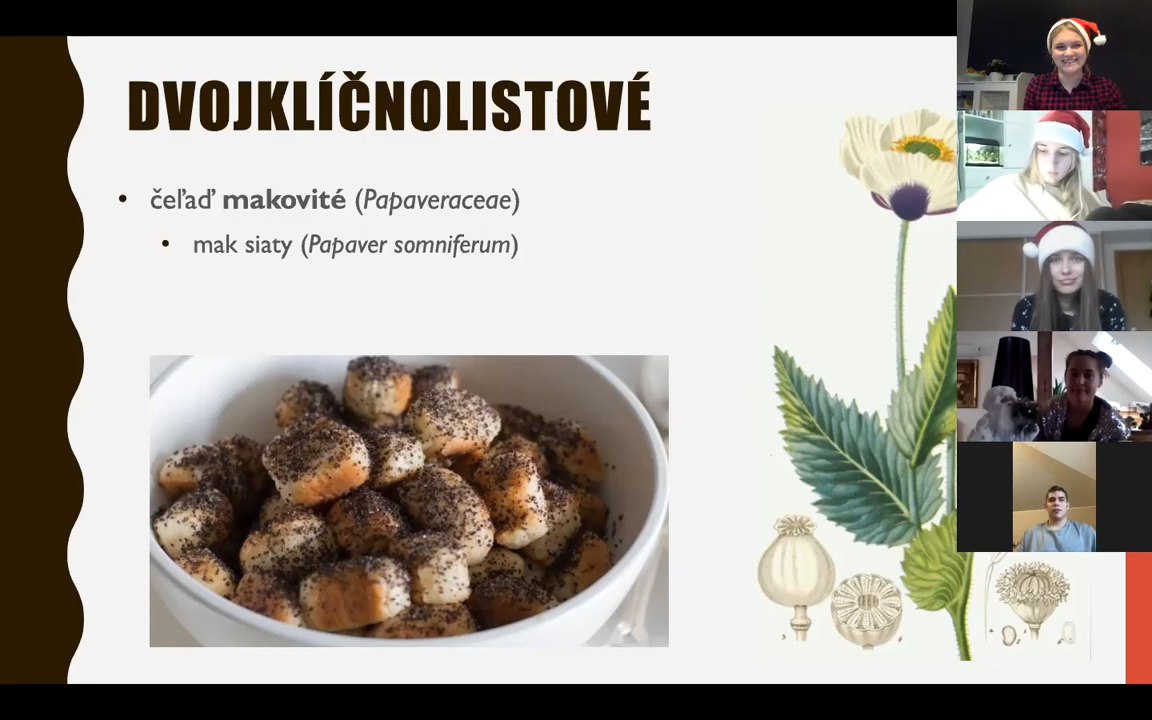 DVOJKLÍČNOLISTOVÉ
• čeľaď makovité (Papaveraceae)
• mak siaty (Papaver somniferum)